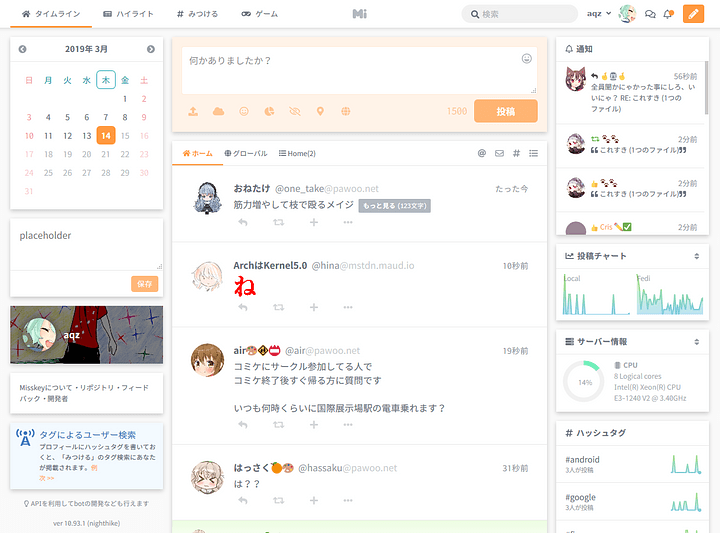 タイムライン ハイライト みつける ゲーム Mi 検索 aqz
2019年 3月
日 月 火 水 木 金 土
1 2
3 4 5 6 7 8 9
10 11 12 13 14 15 16
17 18 19 20 21 22 23
24 25 26 27 28 29 30
31
placeholder
保存
aqz
Misskeyについて・リポジトリ・フィード
バック・開発者
タグによるユーザー検索
プロフィールにハッシュタグを書いてお
くと、「みつける」のタグ検索にあなた
が掲載されます。例
次 >>
APIを利用してbotの開発なども行えます
ver 10.93.1 (nighthike)
何かありましたか？
1500 投稿
ホーム グローバル Home(2)
おねたけ @one_take@pawoo.net たった今
筋力増やして枝で殴るメイジ もっと見る (123文字)
ArchはKernel5.0 @hina@mstdn.maud.io 10秒前
ね
air @air@pawoo.net 19秒前
コミケにサークル参加してる人で
コミケ終了後すぐ帰る方に質問です
いつも何時くらいに国際展示場駅の電車乗れます？
はっさく @hassaku@pawoo.net 31秒前
は？？
通知
56秒前
全員聞かにゃかった事にしろ、い
いにゃ？ RE: これすき (1つの
ファイル)
2分前
これすき (1つのファイル)
2分前
これすき (1つのファイル)
Cris 2分前
投稿チャート
Local Fedi
サーバー情報
14%
CPU
8 Logical cores
Intel(R) Xeon(R) CPU
E3-1240 V2 @ 3.40GHz
ハッシュタグ
#android
3人が投稿
#google
3人が投稿